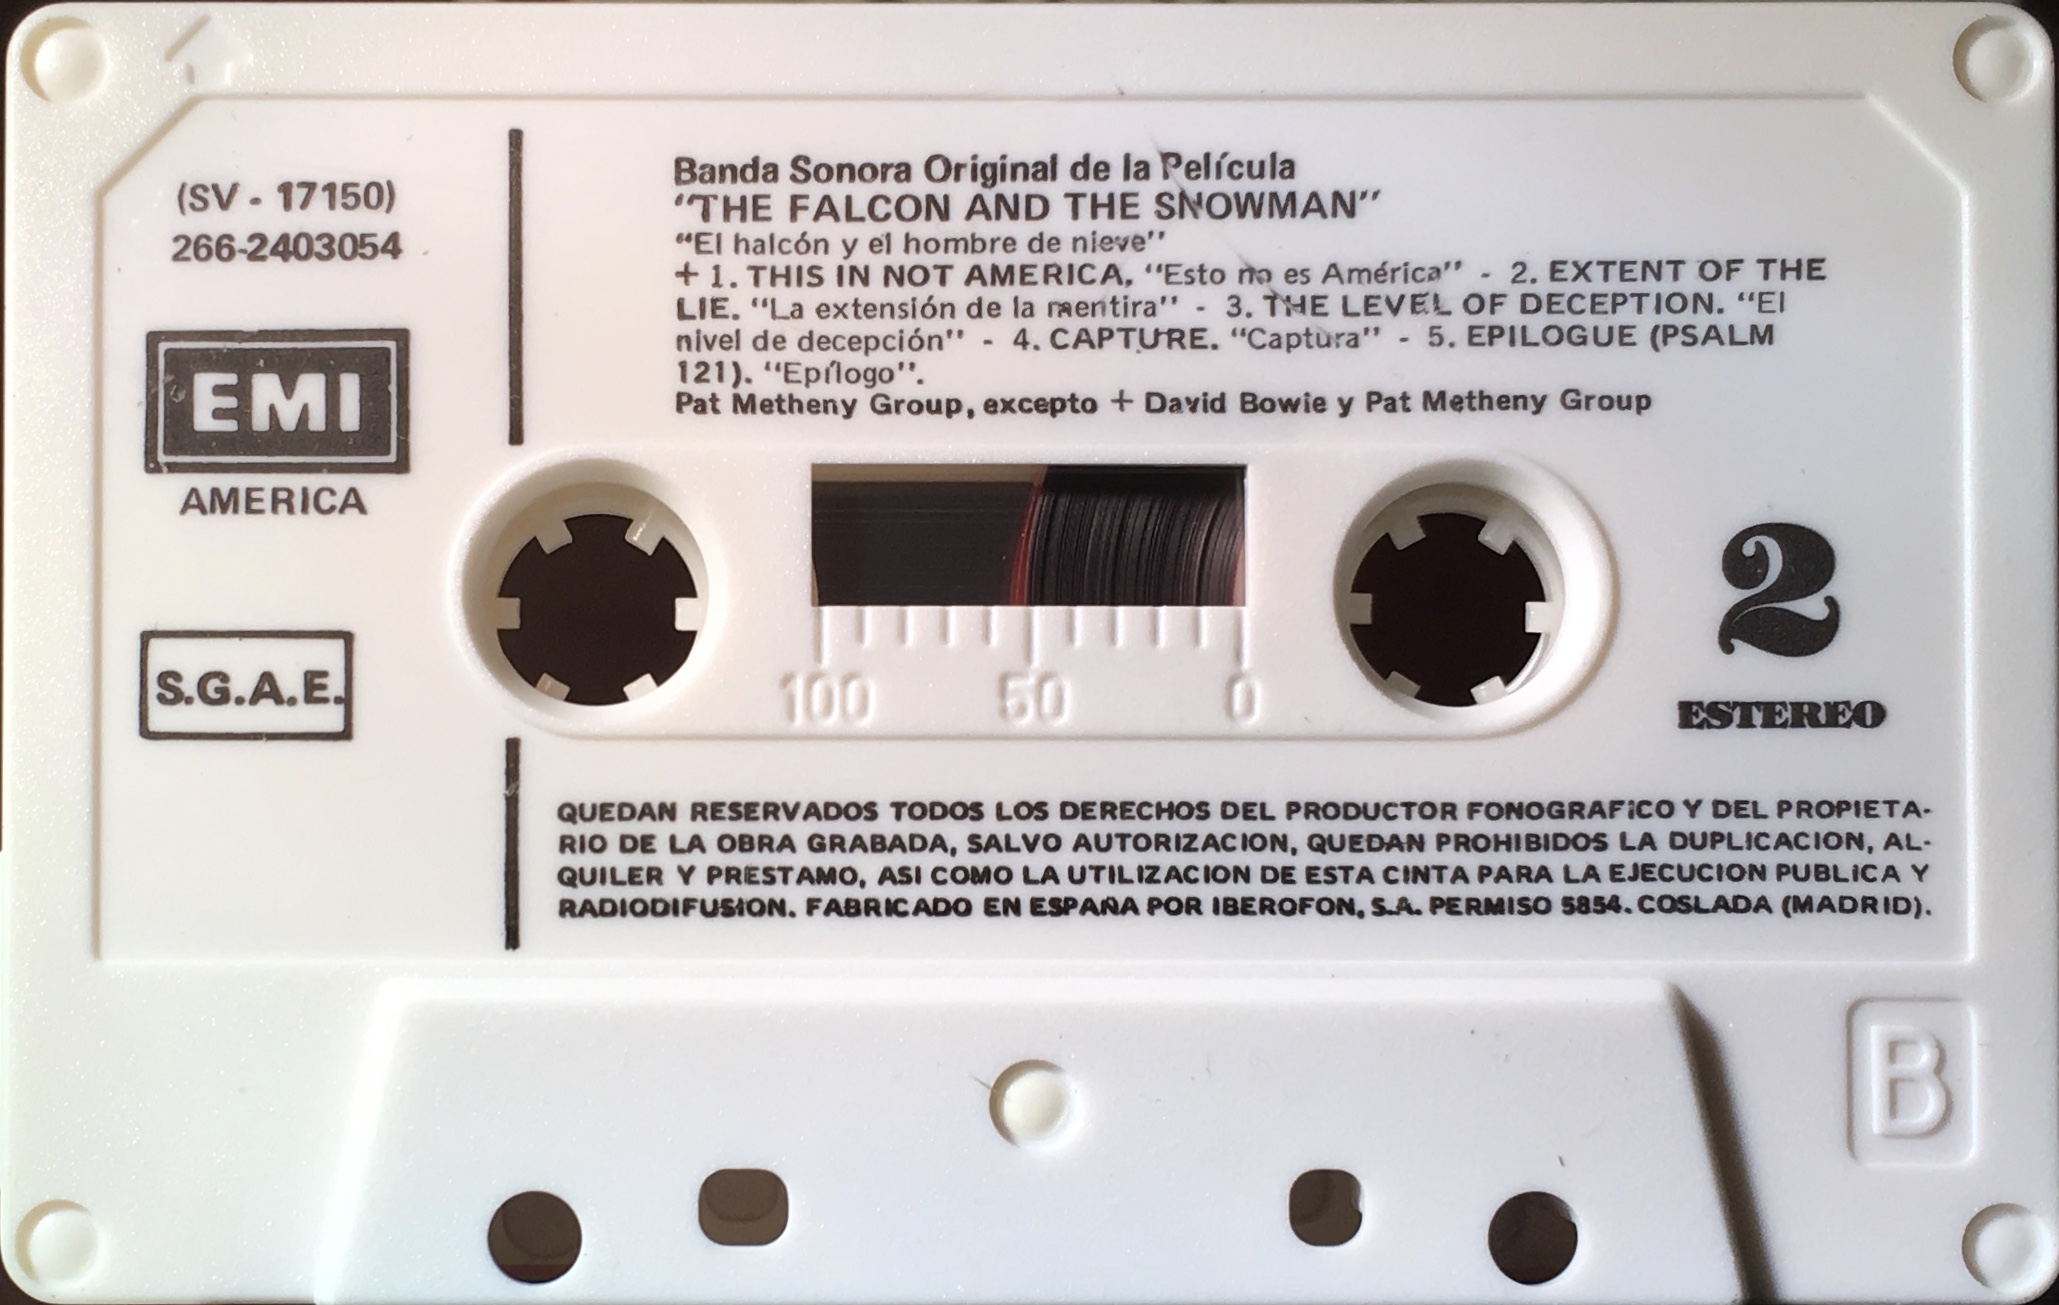 (SV - 17150)
266-2403054
EMI
AMERICA
S.G.A.E.
Banda Sonora Original de la Película
"THE FALCON AND THE SNOWMAN"
"El halcón y el hombre de nieve"
+ 1. THIS IN NOT AMERICA. "Esto no es América" - 2. EXTENT OF THE
LIE. "La extensión de la mentira" - 3. THE LEVEL OF DECEPTION. "El
nivel de decepción" - 4. CAPTURE. "Captura" - 5. EPILOGUE (PSALM
121). "Epílogo".
Pat Metheny Group, excepto + David Bowie y Pat Metheny Group
100 50 0
2
ESTEREO
QUEDAN RESERVADOS TODOS LOS DERECHOS DEL PRODUCTOR FONOGRAFICO Y DEL PROPIETA-
RIO DE LA OBRA GRABADA, SALVO AUTORIZACION, QUEDAN PROHIBIDOS LA DUPLICACION, AL-
QUILER Y PRESTAMO, ASI COMO LA UTILIZACION DE ESTA CINTA PARA LA EJECUCION PUBLICA Y
RADIODIFUSION. FABRICADO EN ESPAÑA POR IBEROFON, S.A. PERMISO 5854. COSLADA (MADRID).
B